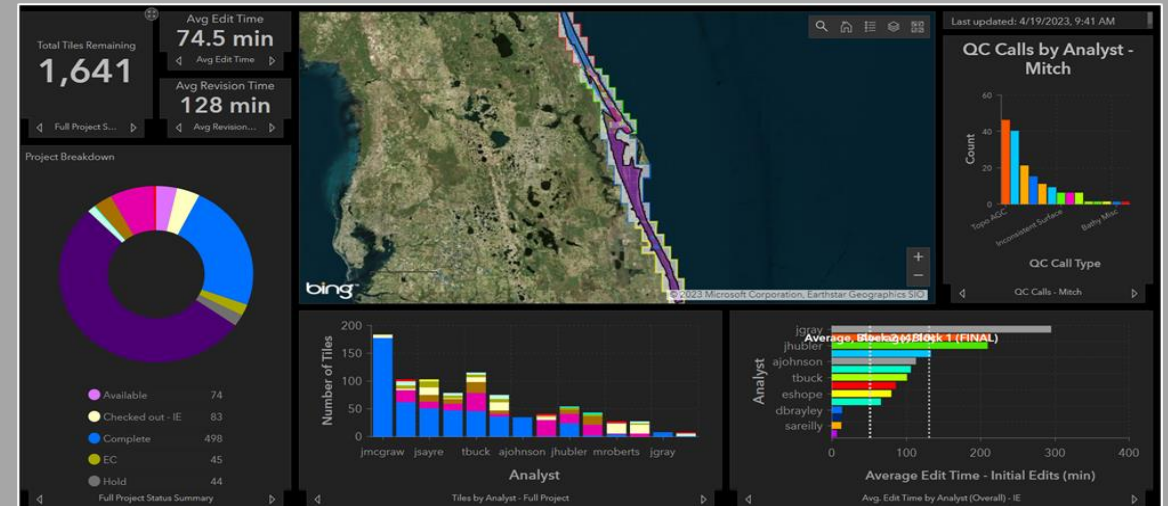 Total Tiles Remaining
1,641
Full Project S...
Avg Edit Time
74.5 min
Avg Edit Time
Avg Revision Time
128 min
Avg Revision...
Project Breakdown
Available 74
Checked out - IE 83
Complete 498
EC 45
Hold 44
Full Project Status Summary
bing
© 2023 Microsoft Corporation, Earthstar Geographics SIO
+
−
Last updated: 4/19/2023, 9:41 AM
QC Calls by Analyst -
Mitch
60
40
20
0
Count
Topo AGC
Inconsistent Surface
Bathy Misc
QC Call Type
QC Calls - Mitch
200
150
100
50
0
Number of Tiles
jmcgraw jsayre tbuck ajohnson jhubler mroberts jgray
Analyst
Tiles by Analyst - Full Project
jgray
jhubler
ajohnson
tbuck
eshope
dbrayley
sareilly
Analyst
Average, Block 1 (FINAL)
0 100 200 300 400
Average Edit Time - Initial Edits (min)
Avg. Edit Time by Analyst (Overall) - IE